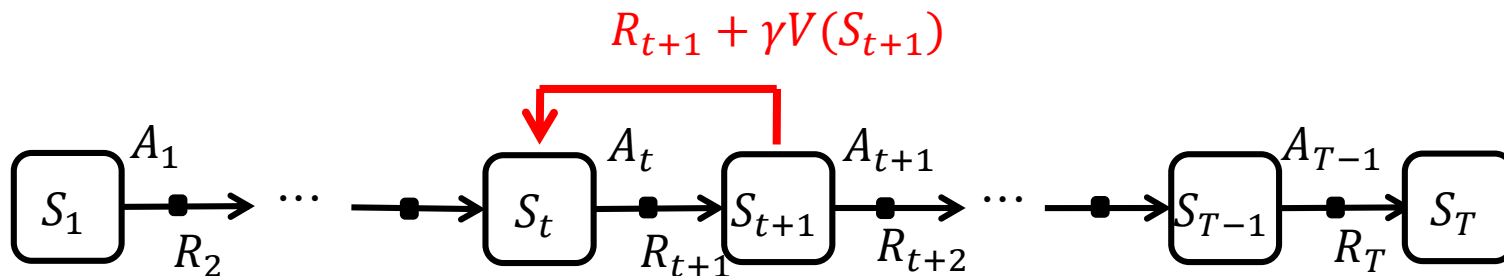 R_{t+1} + γV(S_{t+1})
A_1 A_t A_{t+1} A_{T−1}
S_1 ⋯ S_t S_{t+1} ⋯ S_{T−1} S_T
R_2 R_{t+1} R_{t+2} R_T